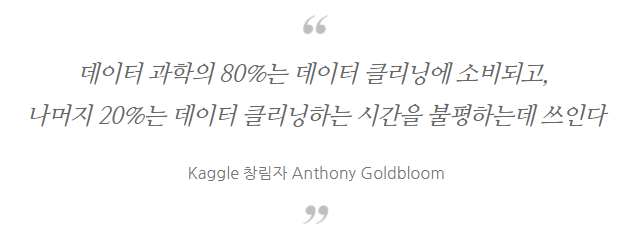 “
데이터 과학의 80%는 데이터 클리닝에 소비되고,
나머지 20%는 데이터 클리닝하는 시간을 불평하는데 쓰인다
Kaggle 창림자 Anthony Goldbloom
”